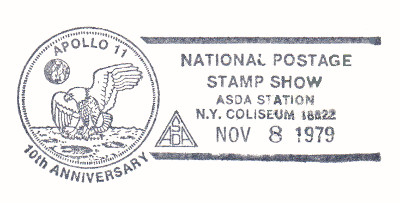 APOLLO 11
10th ANNIVERSARY
NATIONAL POSTAGE
STAMP SHOW
ASDA STATION
N.Y. COLISEUM
ASDA
NOV 8 1979